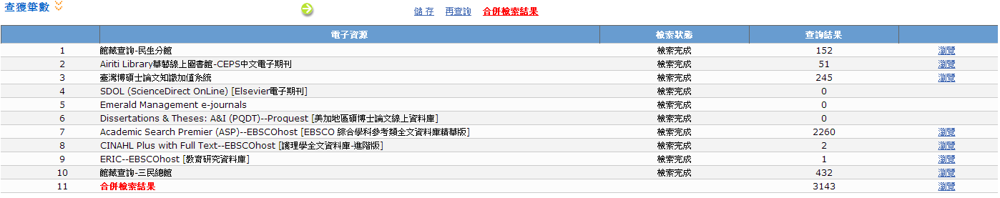 查獲筆數
儲存 再查詢 合併檢索結果
電子資源 檢索狀態 查詢結果
1 館藏查詢-民生分館 檢索完成 152 瀏覽
2 Airiti Library華藝線上圖書館-CEPS中文電子期刊 檢索完成 51 瀏覽
3 臺灣博碩士論文知識加值系統 檢索完成 245 瀏覽
4 SDOL (ScienceDirect OnLine) [Elsevier電子期刊] 檢索完成 0
5 Emerald Management e-journals 檢索完成 0
6 Dissertations & Theses: A&I (PQDT)--Proquest [美加地區碩博士論文線上資料庫] 檢索完成 0
7 Academic Search Premier (ASP)--EBSCOhost [EBSCO 綜合學科參考類全文資料庫精華版] 檢索完成 2260 瀏覽
8 CINAHL Plus with Full Text--EBSCOhost [護理學全文資料庫-進階版] 檢索完成 2 瀏覽
9 ERIC--EBSCOhost [教育研究資料庫] 檢索完成 1 瀏覽
10 館藏查詢-三民總館 檢索完成 432 瀏覽
11 合併檢索結果 3143 瀏覽